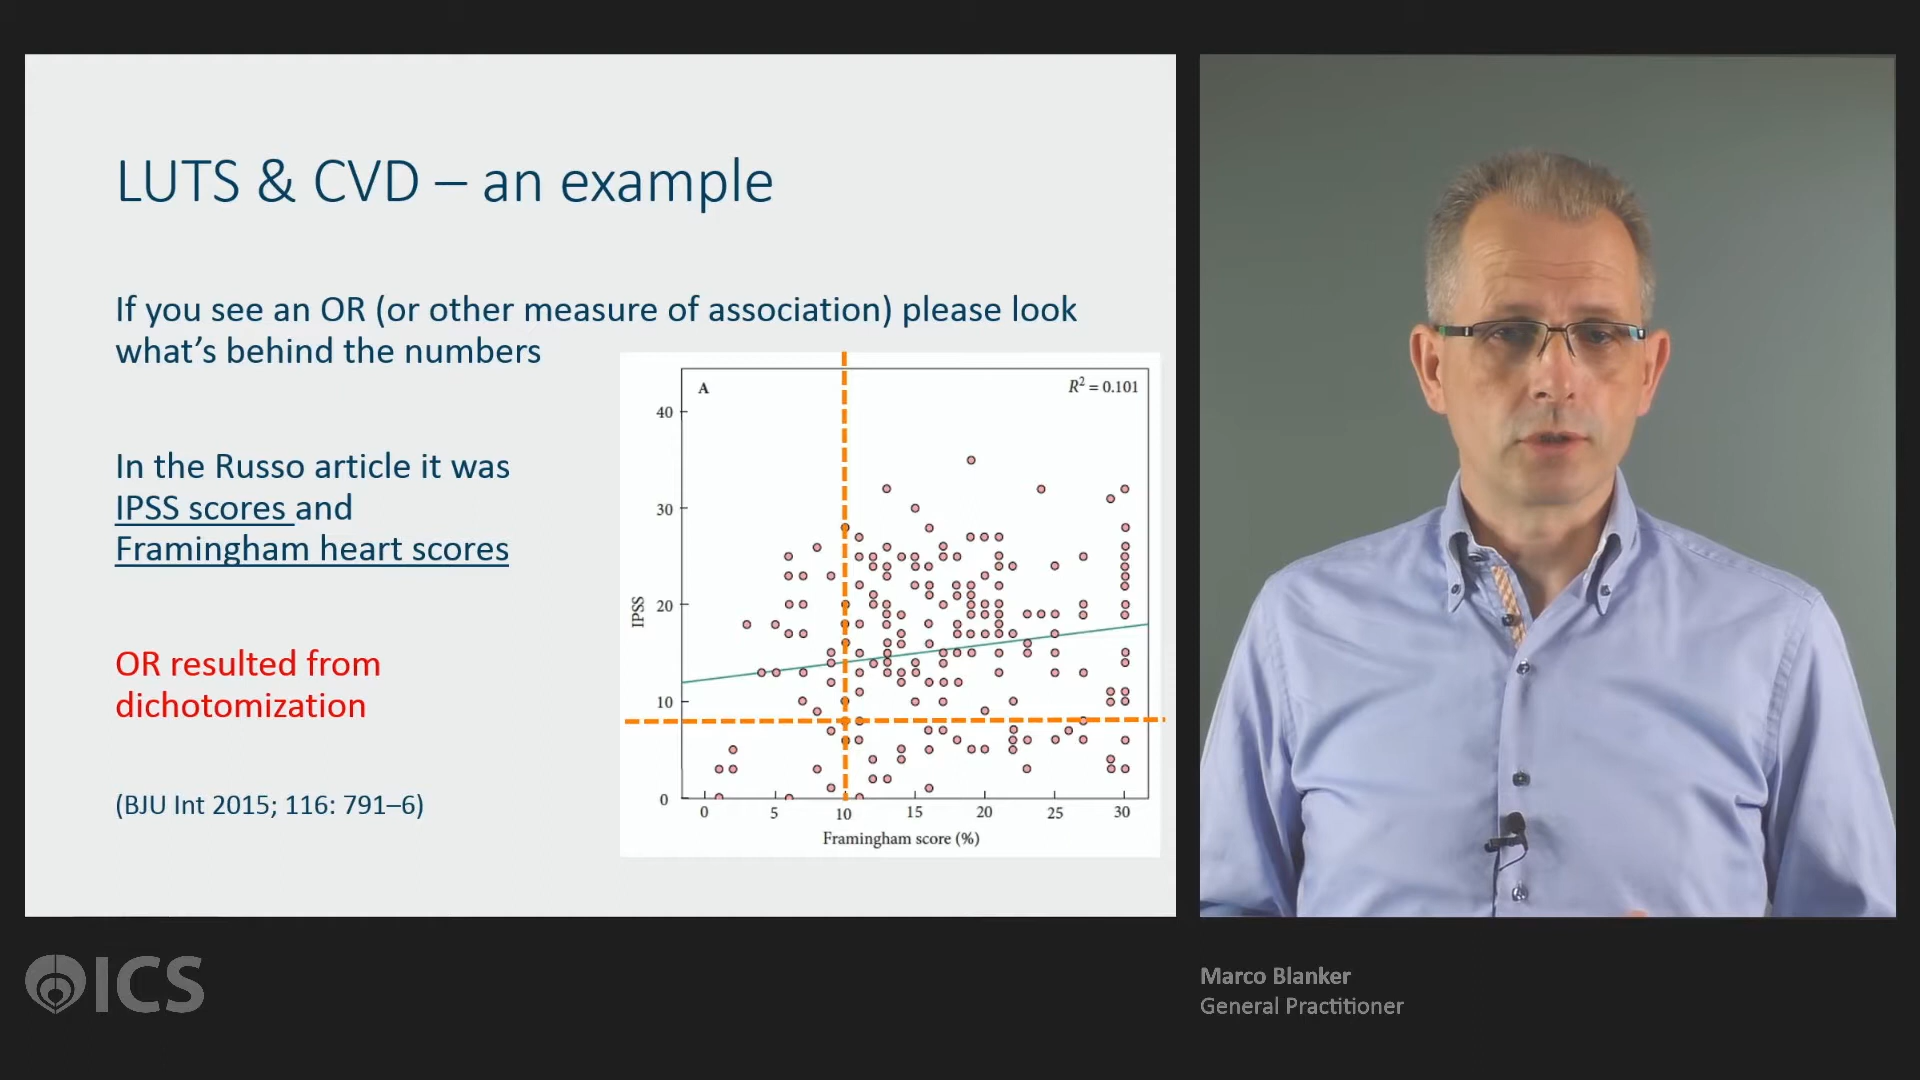 LUTS & CVD – an example
If you see an OR (or other measure of association) please look
what's behind the numbers
In the Russo article it was
IPSS scores and
Framingham heart scores
OR resulted from
dichotomization
(BJU Int 2015; 116: 791–6)
A
R² = 0.101
40
30
20
10
0
IPSS
0 5 10 15 20 25 30
Framingham score (%)
ICS
Marco Blanker
General Practitioner